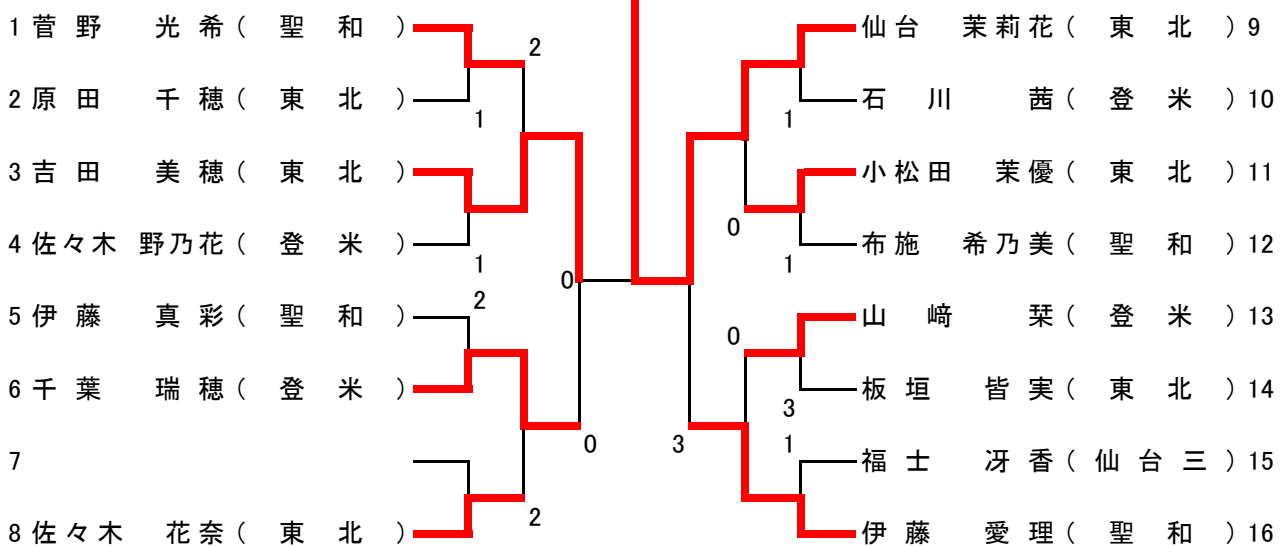 1 菅野 光希( 聖和 )
2 原田 千穂( 東北 )
3 吉田 美穂( 東北 )
4 佐々木 野乃花( 登米 )
5 伊藤 真彩( 聖和 )
6 千葉 瑞穂( 登米 )
7
8 佐々木 花奈( 東北 )
2
1
1
2
0
0
2
仙台 茉莉花( 東北 ) 9
石川 茜( 登米 ) 10
小松田 茉優( 東北 ) 11
布施 希乃美( 聖和 ) 12
山﨑 栞( 登米 ) 13
板垣 皆実( 東北 ) 14
福士 冴香( 仙台三 ) 15
伊藤 愛理( 聖和 ) 16
1
0
1
0
3
3
1